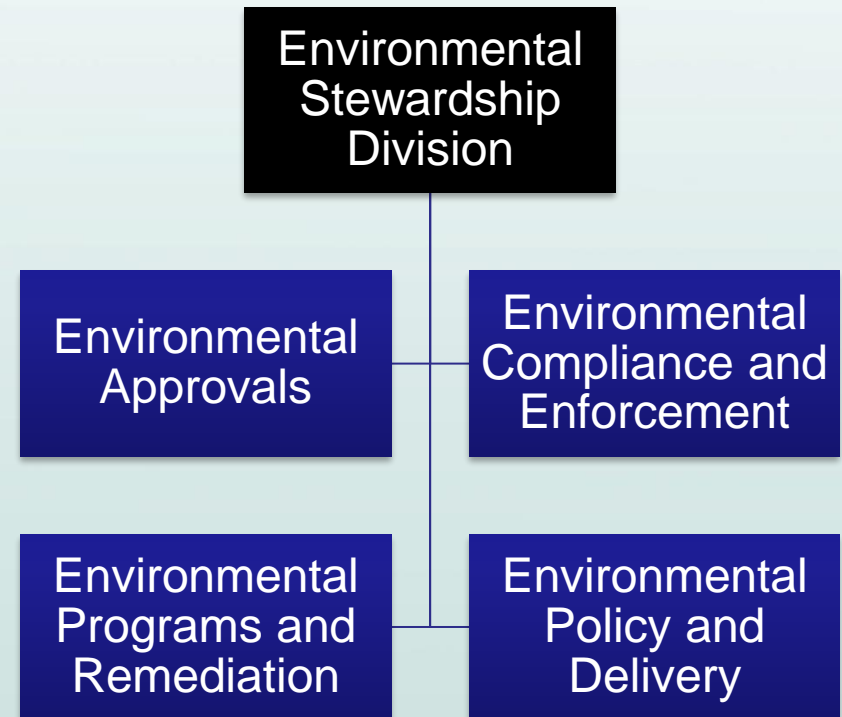 Environmental
Stewardship
Division
Environmental
Approvals
Environmental
Compliance and
Enforcement
Environmental
Programs and
Remediation
Environmental
Policy and
Delivery